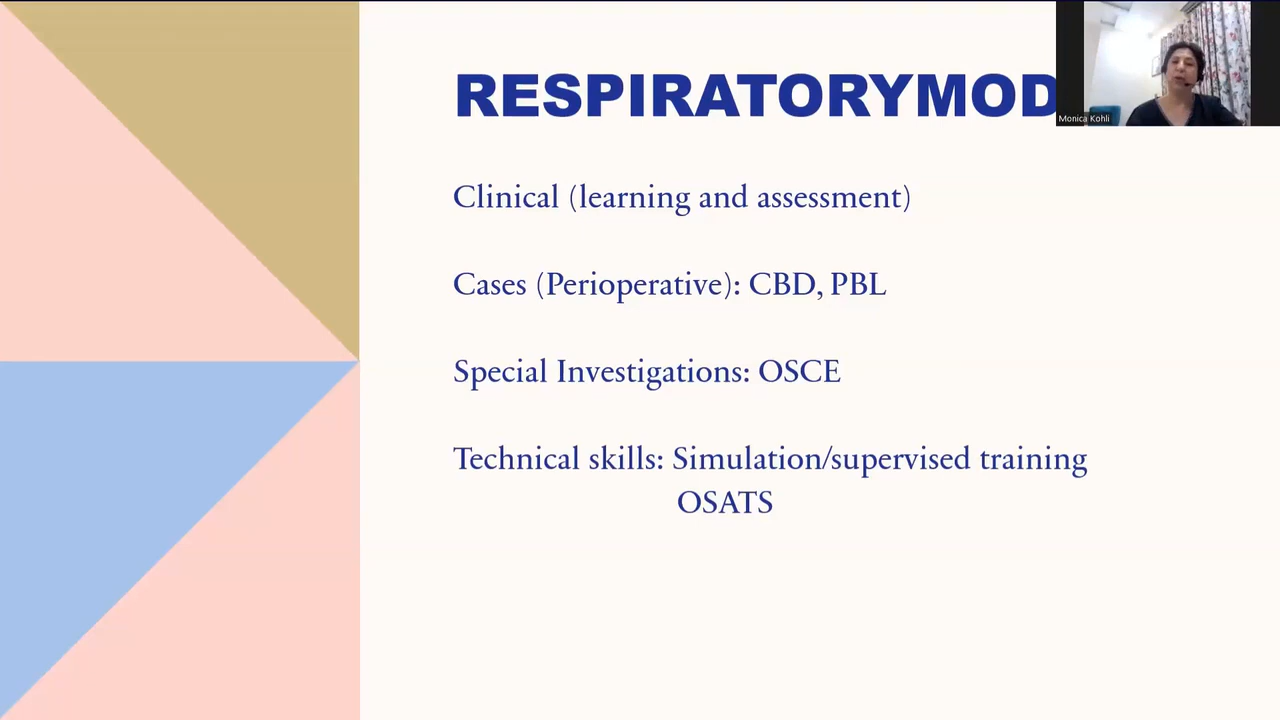 RESPIRATORYMOD
Monica Kohli
Clinical (learning and assessment)
Cases (Perioperative): CBD, PBL
Special Investigations: OSCE
Technical skills: Simulation/supervised training
OSATS